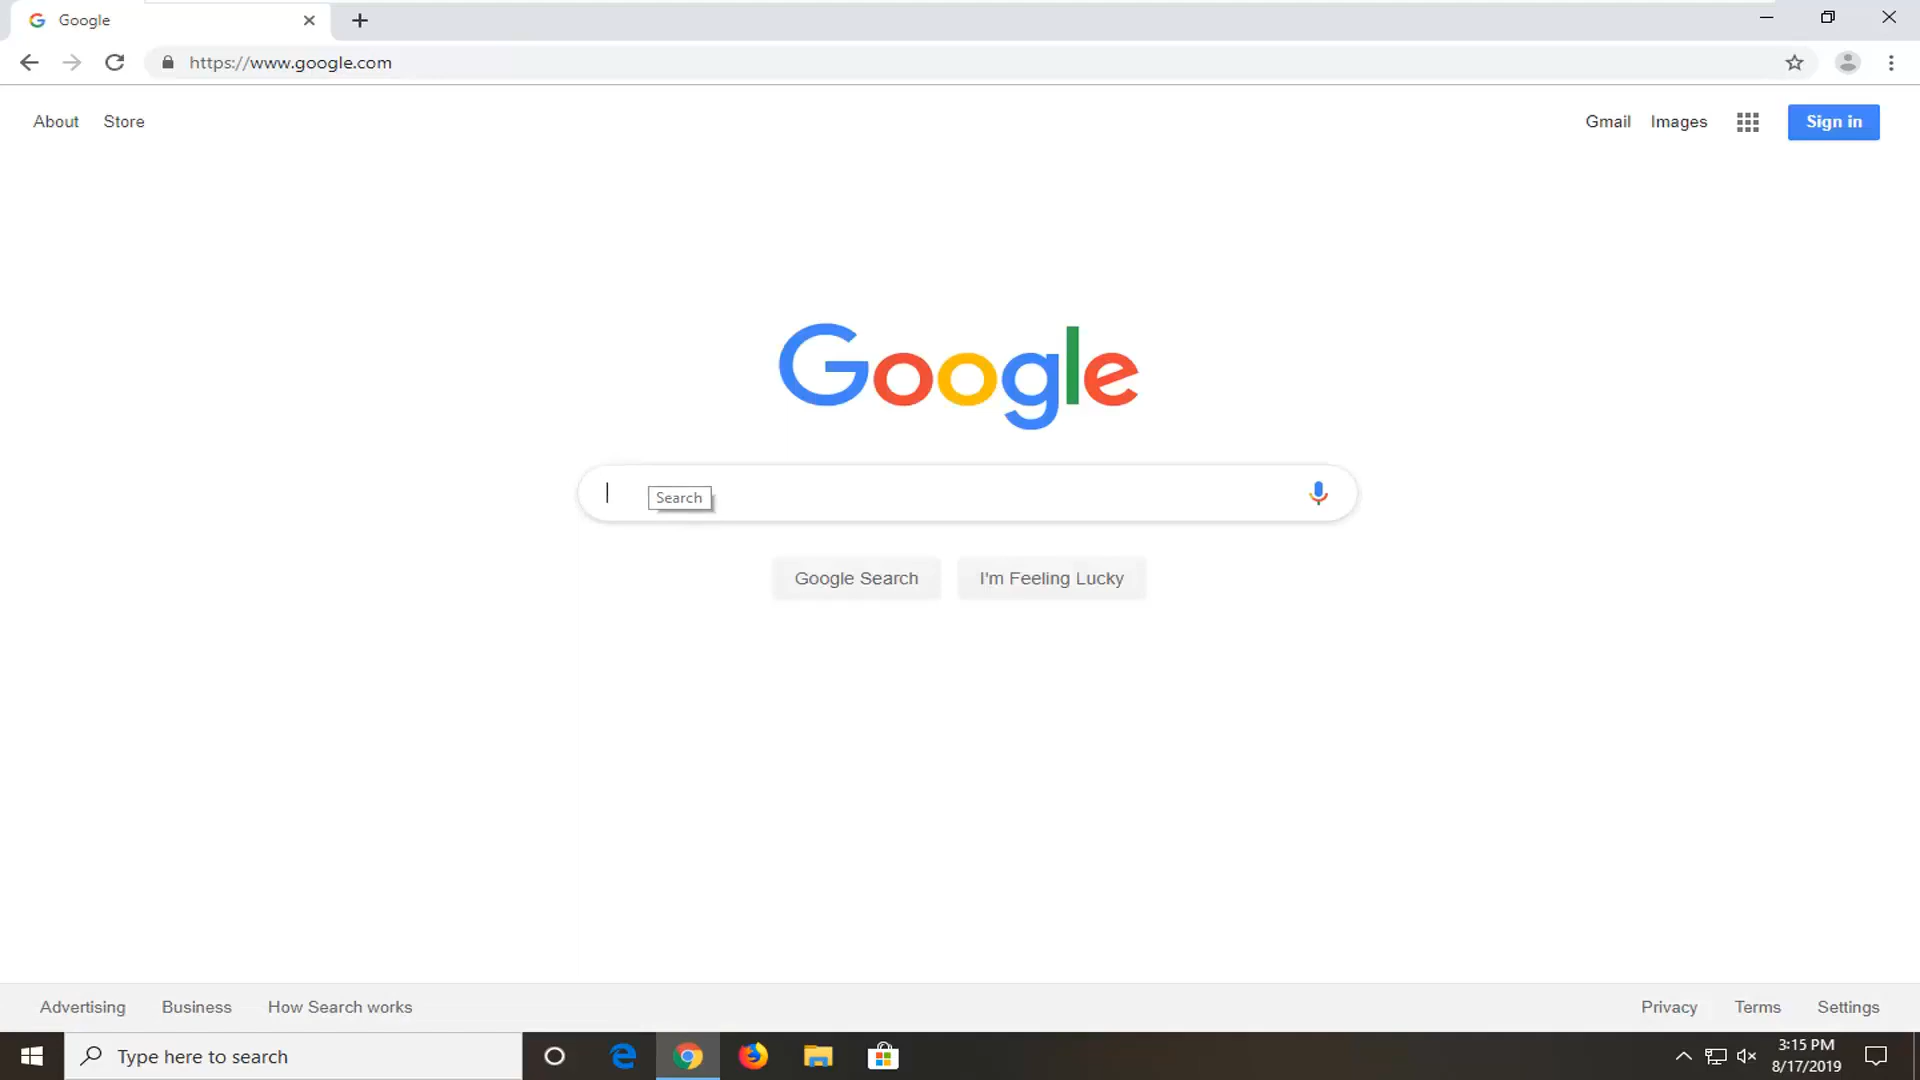 Google
https://www.google.com
About Store
Gmail Images Sign in
Google
Search
Google Search I'm Feeling Lucky
Advertising Business How Search works
Privacy Terms Settings
Type here to search
3:15 PM
8/17/2019